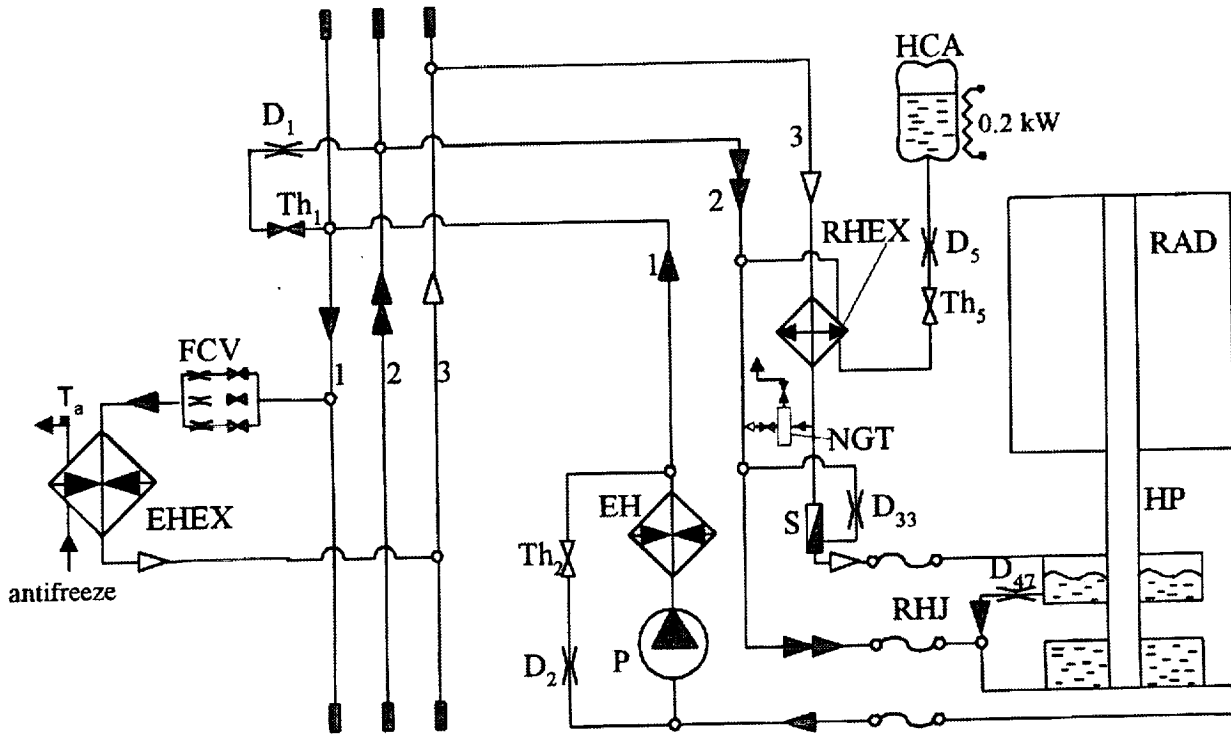 HCA
D₁
0.2 kW
3
Th₁
2
RHEX
D₅
RAD
1
Th₅
FCV
1
2
3
Tₐ
NGT
EHEX
EH
S
D₃₃
HP
antifreeze
Th₂
D₄₇
RHJ
D₂
P